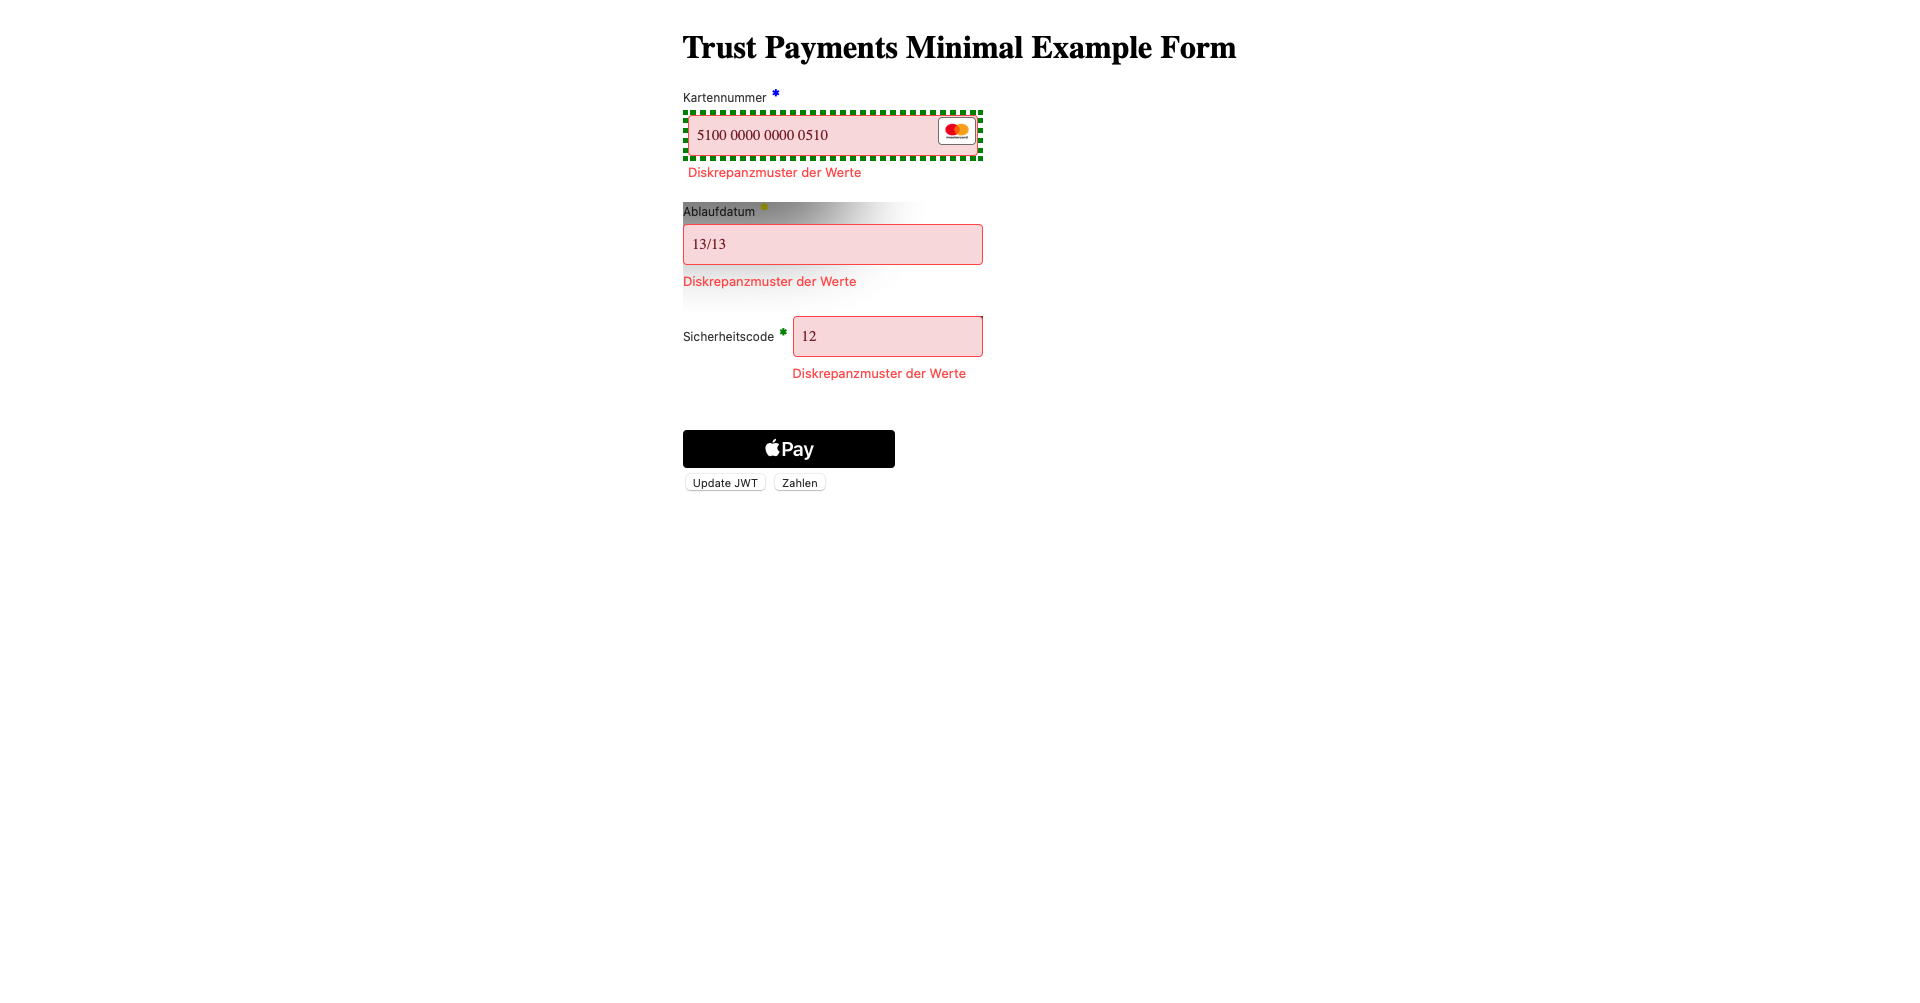 Trust Payments Minimal Example Form
Kartennummer *
5100 0000 0000 0510
Diskrepanzmuster der Werte
Ablaufdatum *
13/13
Diskrepanzmuster der Werte
Sicherheitscode * 12
Diskrepanzmuster der Werte
Pay
Update JWT Zahlen